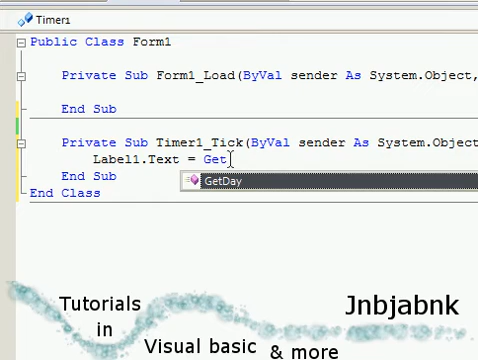 Timer1
Public Class Form1
Private Sub Form1_Load(ByVal sender As System.Object,
End Sub
Private Sub Timer1_Tick(ByVal sender As System.Object
Label1.Text = Get
GetDay
End Sub
End Class
Tutorials
in
Visual basic
& more
Jnbjabnk